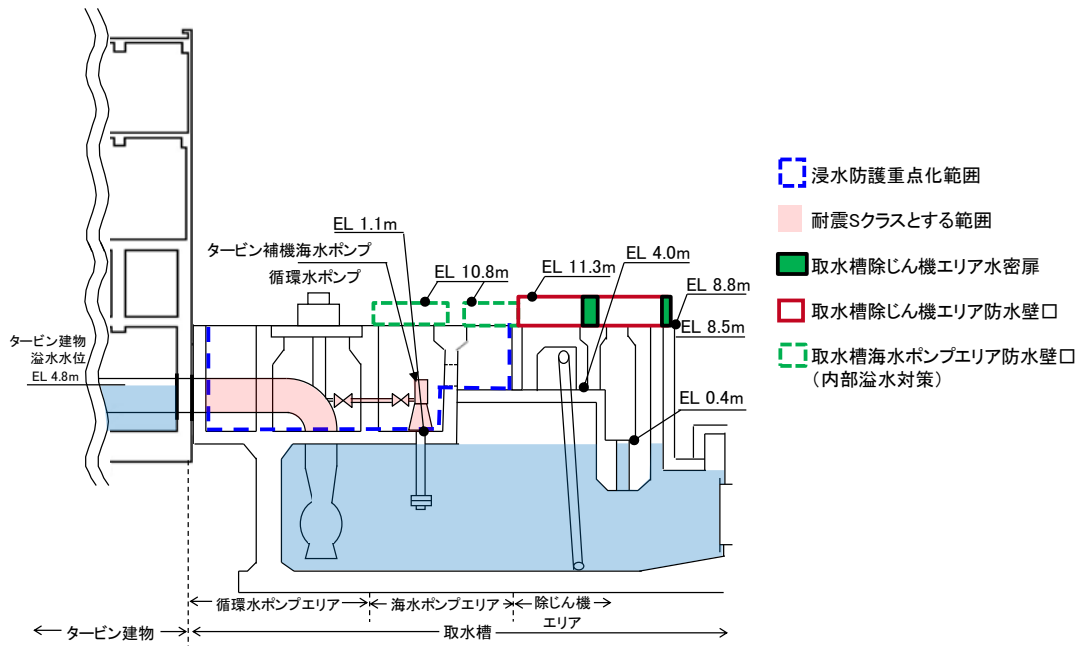 EL 1.1m
タービン補機海水ポンプ
循環水ポンプ
EL 10.8m
EL 11.3m
EL 4.0m
EL 8.8m
EL 8.5m
EL 0.4m
タービン建物
溢水水位
EL 4.8m
浸水防護重点化範囲
耐震Sクラスとする範囲
取水槽除じん機エリア水密扉
取水槽除じん機エリア防水壁口
取水槽海水ポンプエリア防水壁口
(内部溢水対策)
循環水ポンプエリア
海水ポンプエリア
除じん機
エリア
タービン建物
取水槽